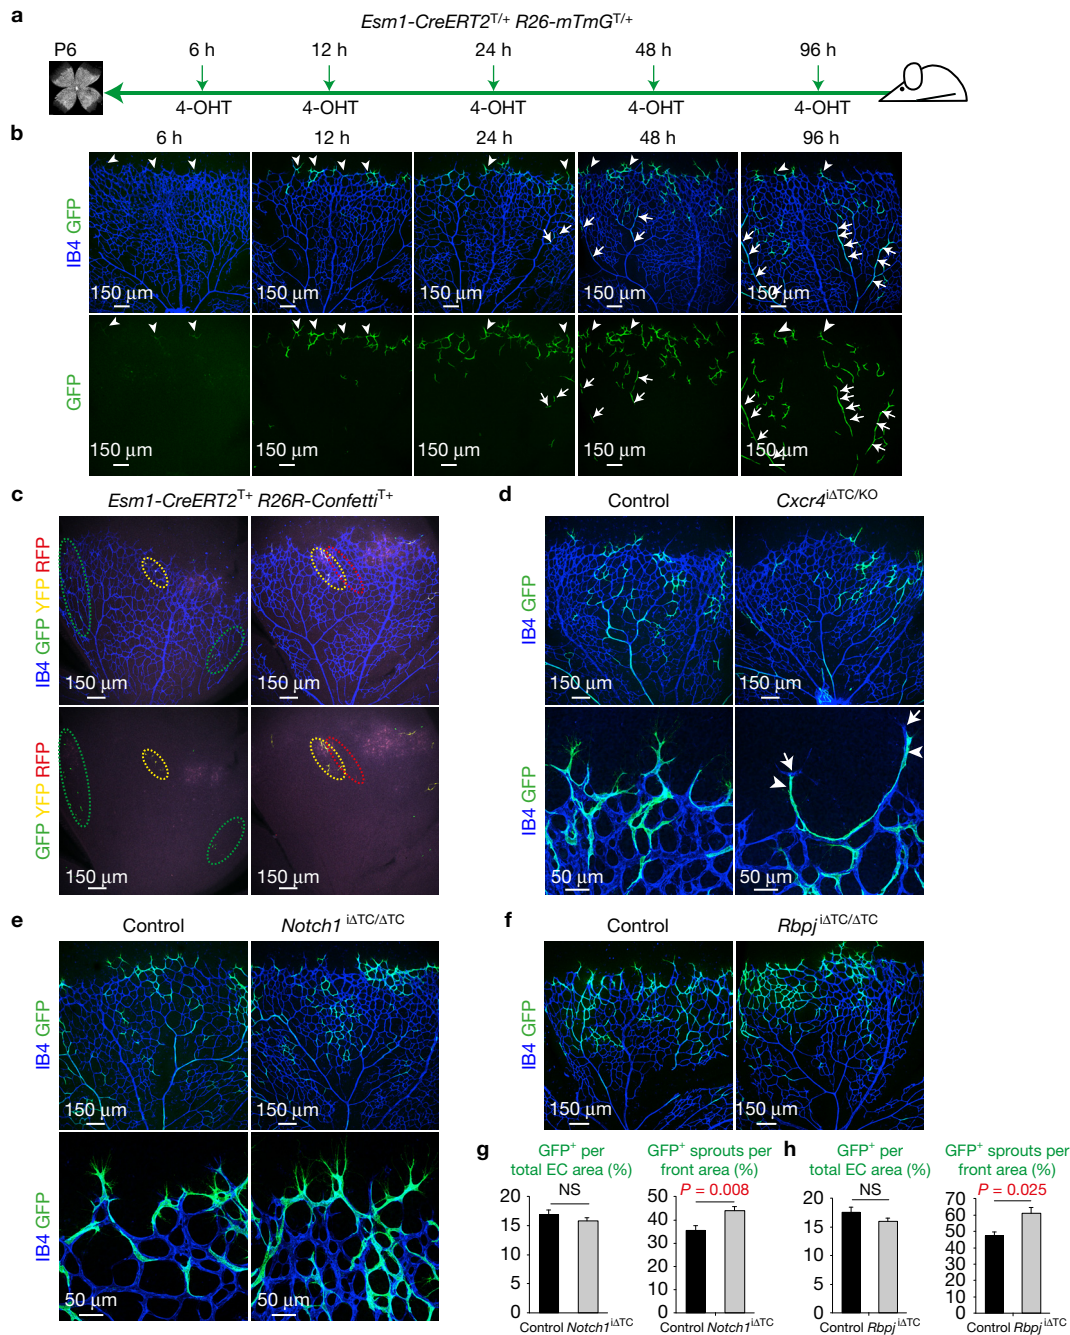 a
Esm1-CreERT2T/+ R26-mTmGT/+
P6 6 h 12 h 24 h 48 h 96 h
4-OHT 4-OHT 4-OHT 4-OHT 4-OHT
b
6 h 12 h 24 h 48 h 96 h
IB4 GFP
150 μm 150 μm 150 μm 150 μm 150 μm
GFP
150 μm 150 μm 150 μm 150 μm 150 μm
c
Esm1-CreERT2T+ R26R-ConfettiT+
IB4 GFP YFP RFP
150 μm 150 μm
GFP YFP RFP
150 μm 150 μm
d
Control Cxcr4iΔTC/KO
IB4 GFP
150 μm 150 μm
IB4 GFP
50 μm 50 μm
e
Control Notch1iΔTC/ΔTC
IB4 GFP
150 μm 150 μm
IB4 GFP
50 μm 50 μm
f
Control RbpjiΔTC/ΔTC
IB4 GFP
150 μm 150 μm
g
GFP+ per
total EC area (%)
NS
20
15
10
5
0
Control Notch1iΔTC
GFP+ sprouts per
front area (%)
P = 0.008
50
40
30
20
10
0
Control Notch1iΔTC
h
GFP+ per
total EC area (%)
NS
20
15
10
5
0
Control RbpjiΔTC
GFP+ sprouts per
front area (%)
P = 0.025
70
60
50
40
30
20
10
0
Control RbpjiΔTC